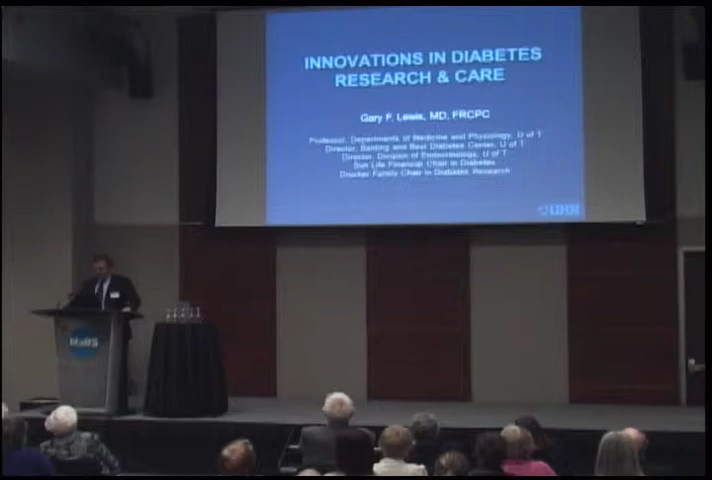 INNOVATIONS IN DIABETES
RESEARCH & CARE
Gary F. Lewis, MD, FRCPC
Professor, Departments of Medicine and Physiology, U of T
Director, Banting and Best Diabetes Center, U of T
Director, Division of Endocrinology, U of T
Sun Life Financial Chair in Diabetes
Drucker Family Chair in Diabetes Research
MaRS